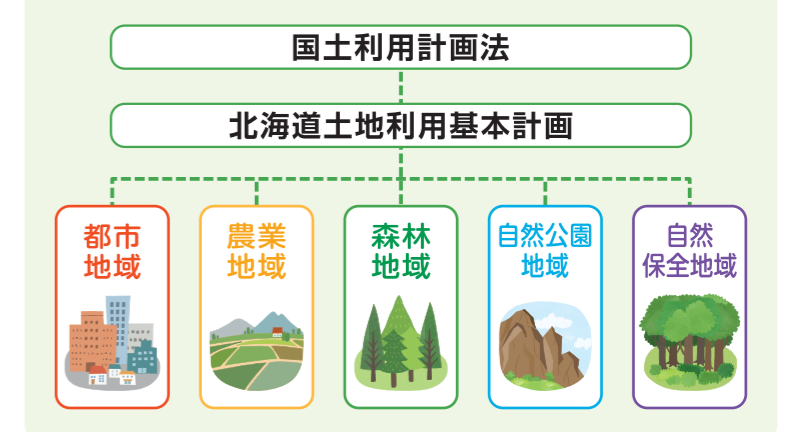 国土利用計画法
北海道土地利用基本計画
都市
地域
農業
地域
森林
地域
自然公園
地域
自然
保全地域